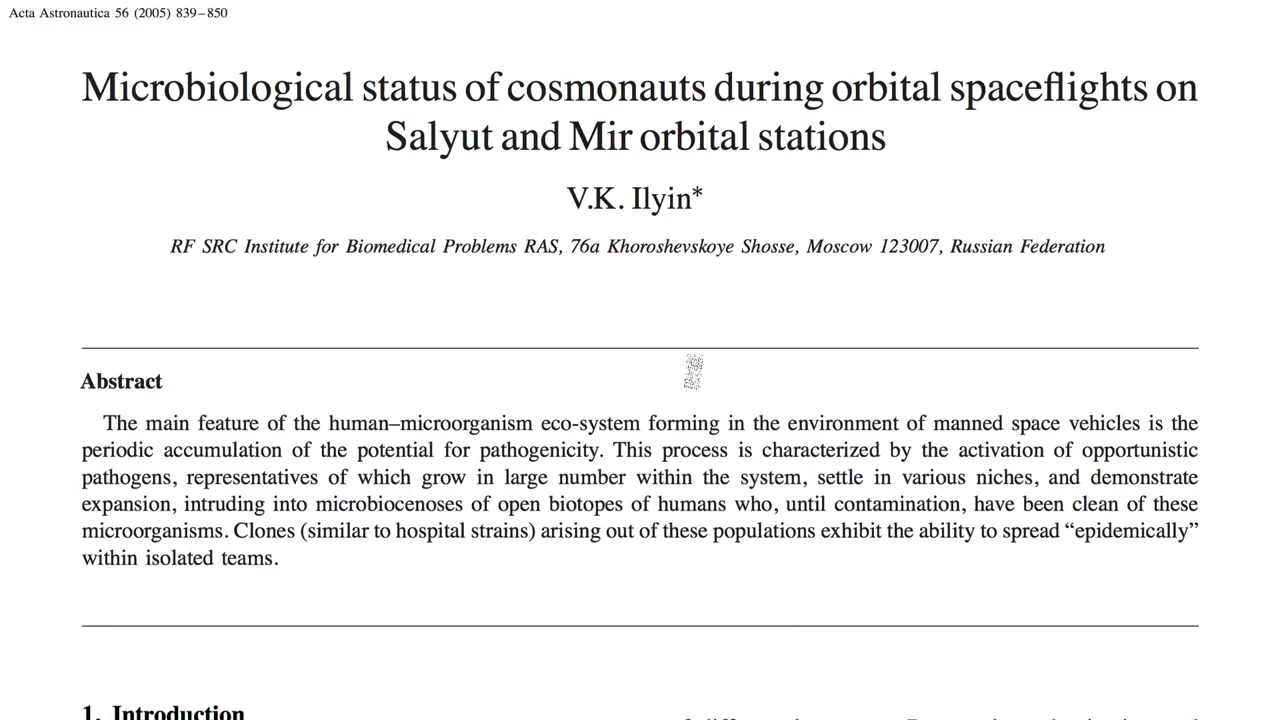 Acta Astronautica 56 (2005) 839–850
Microbiological status of cosmonauts during orbital spaceflights on
Salyut and Mir orbital stations
V.K. Ilyin*
RF SRC Institute for Biomedical Problems RAS, 76a Khoroshevskoye Shosse, Moscow 123007, Russian Federation
Abstract
The main feature of the human–microorganism eco-system forming in the environment of manned space vehicles is the
periodic accumulation of the potential for pathogenicity. This process is characterized by the activation of opportunistic
pathogens, representatives of which grow in large number within the system, settle in various niches, and demonstrate
expansion, intruding into microbiocenoses of open biotopes of humans who, until contamination, have been clean of these
microorganisms. Clones (similar to hospital strains) arising out of these populations exhibit the ability to spread “epidemically”
within isolated teams.
1. Introduction